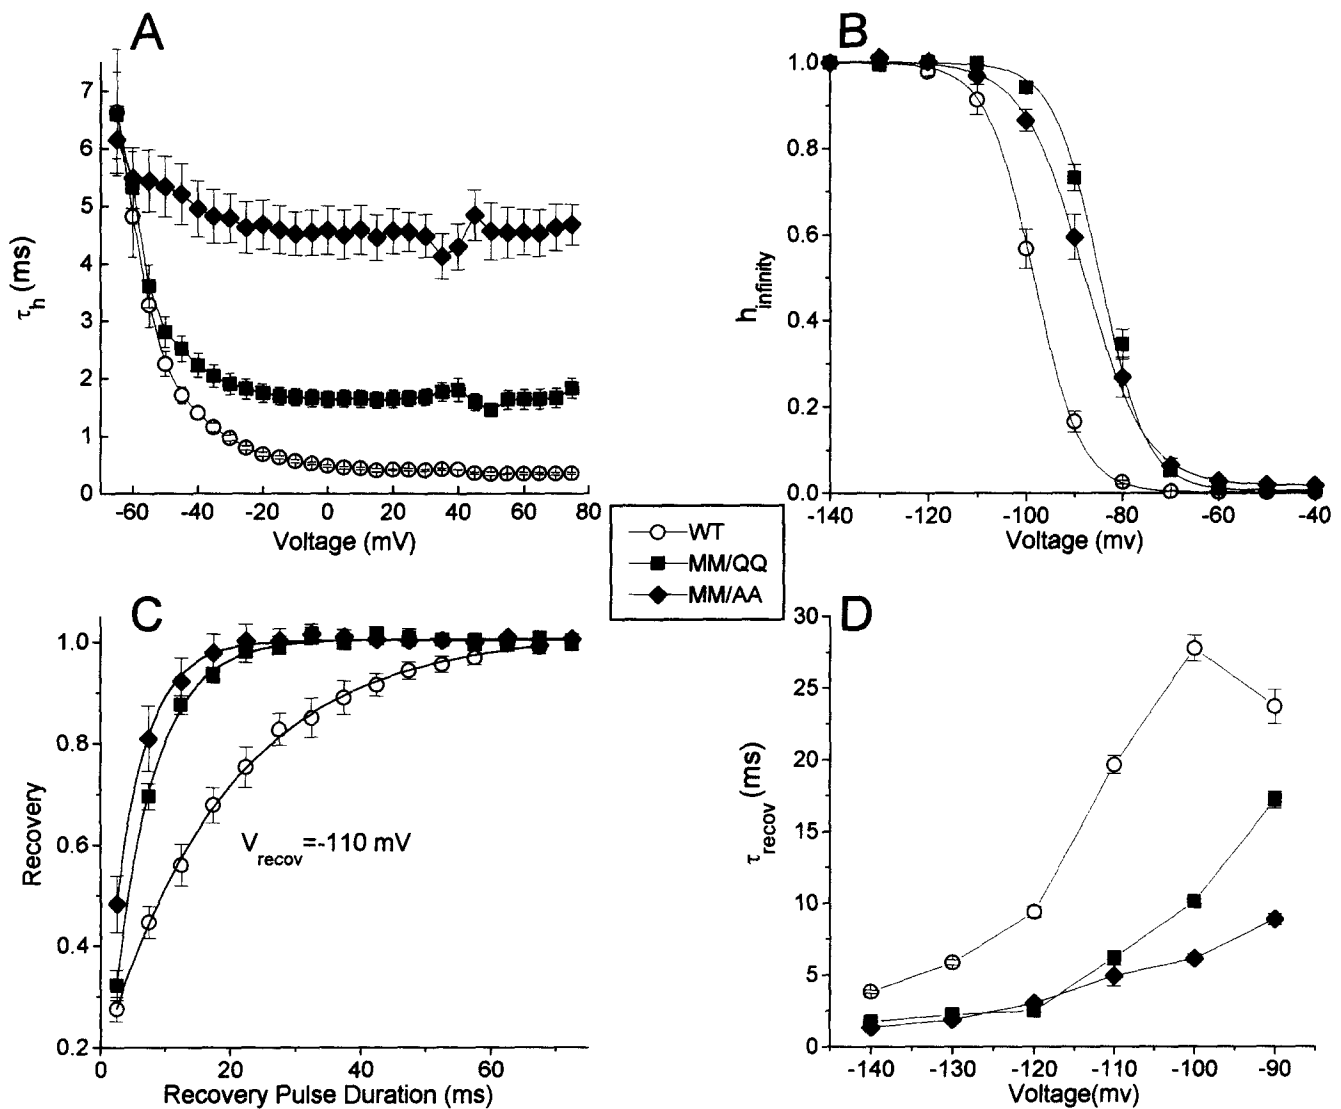 A
7
6
5
4
3
2
1
0
τh (ms)
-60 -40 -20 0 20 40 60 80
Voltage (mV)
B
1.0
0.8
0.6
0.4
0.2
0.0
hinfinity
-140 -120 -100 -80 -60 -40
Voltage (mv)
WT
MM/QQ
MM/AA
C
1.0
0.8
0.6
0.4
0.2
Recovery
Vrecov=-110 mV
0 20 40 60
Recovery Pulse Duration (ms)
D
30
25
20
15
10
5
0
τrecov (ms)
-140 -130 -120 -110 -100 -90
Voltage(mv)